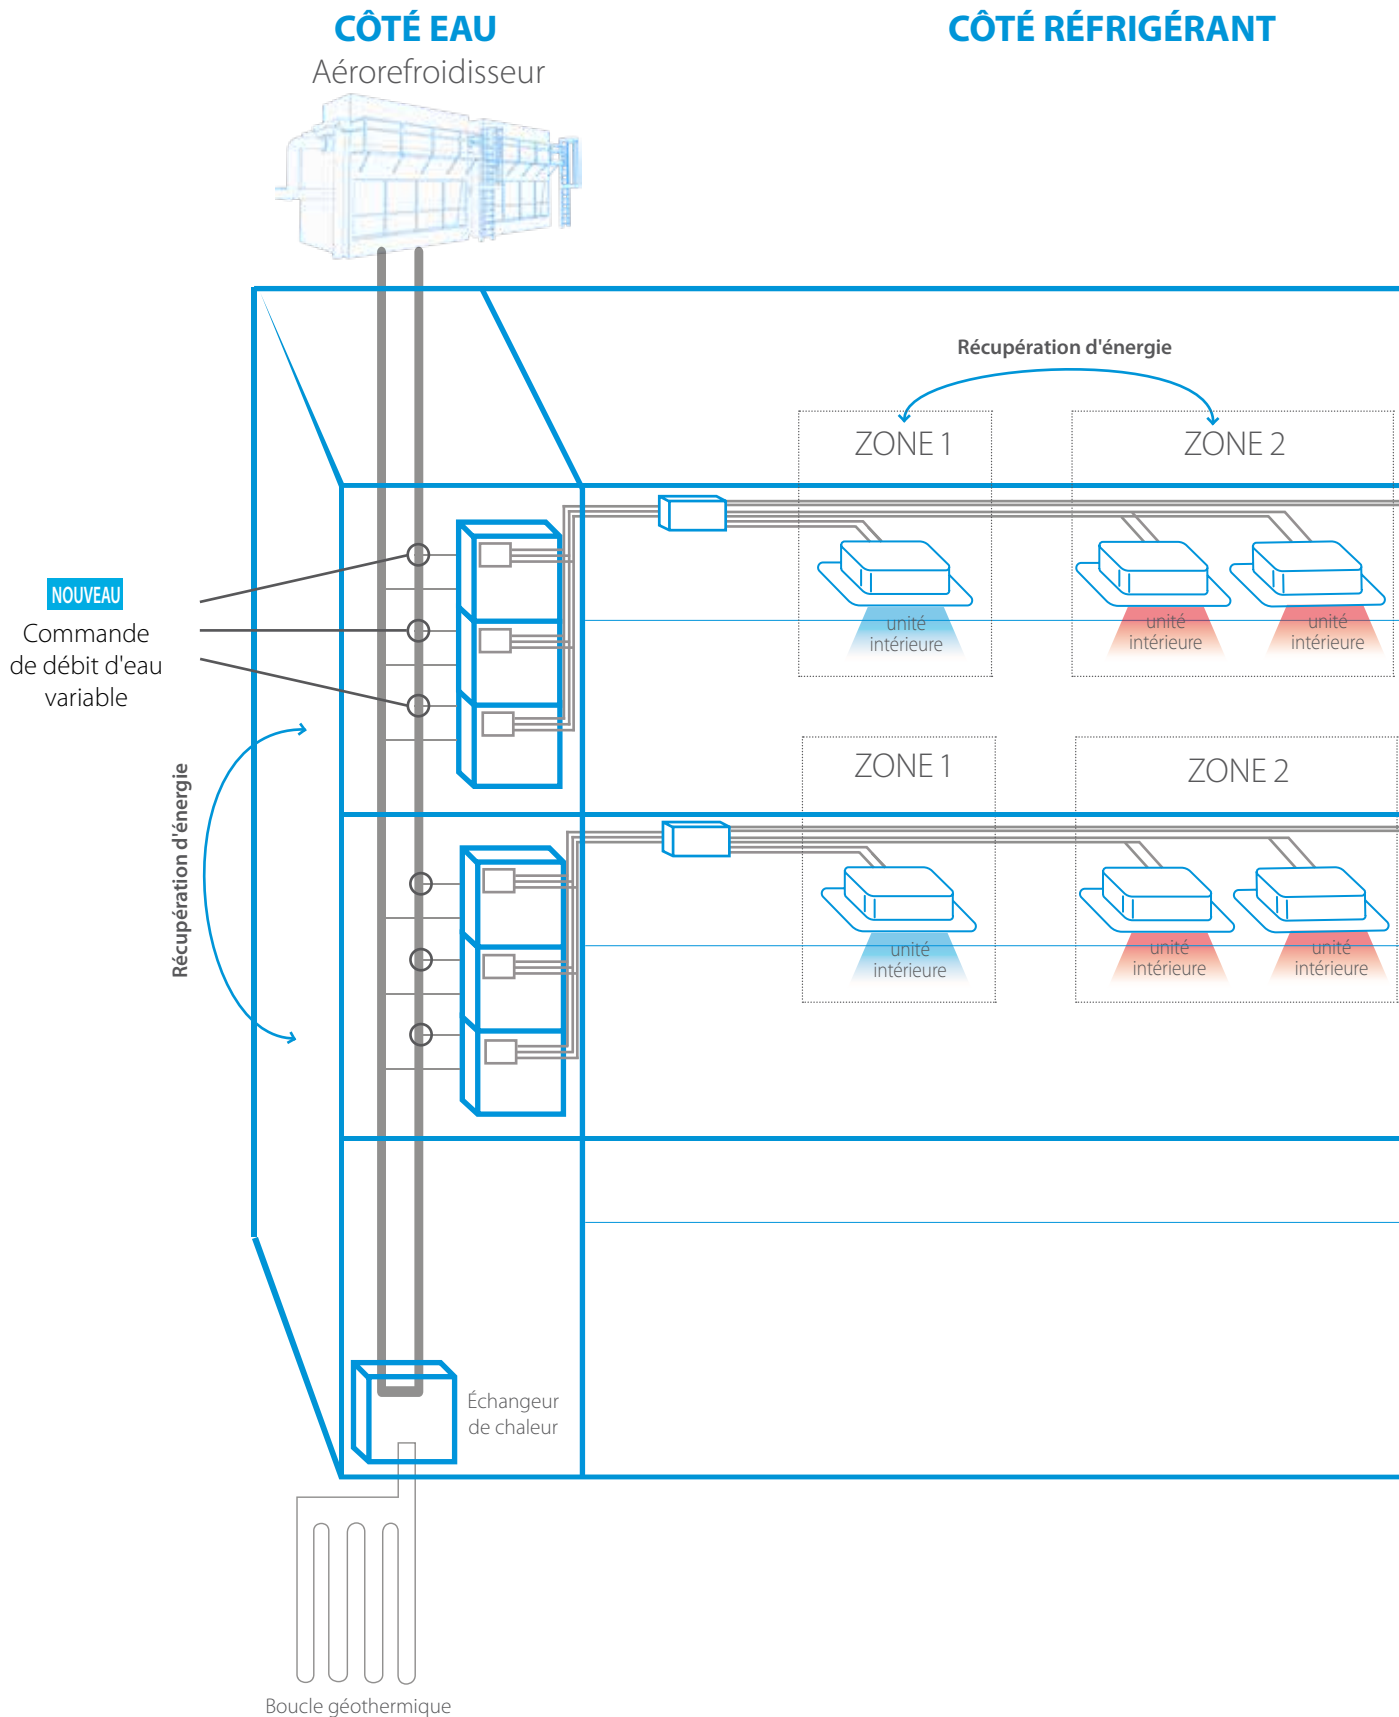 CÔTÉ EAU
Aérorefroidisseur
CÔTÉ RÉFRIGÉRANT
Récupération d'énergie
ZONE 1
ZONE 2
NOUVEAU
Commande
de débit d'eau
variable
unité
intérieure
unité
intérieure
unité
intérieure
Récupération d'énergie
ZONE 1
ZONE 2
unité
intérieure
unité
intérieure
unité
intérieure
Échangeur
de chaleur
Boucle géothermique